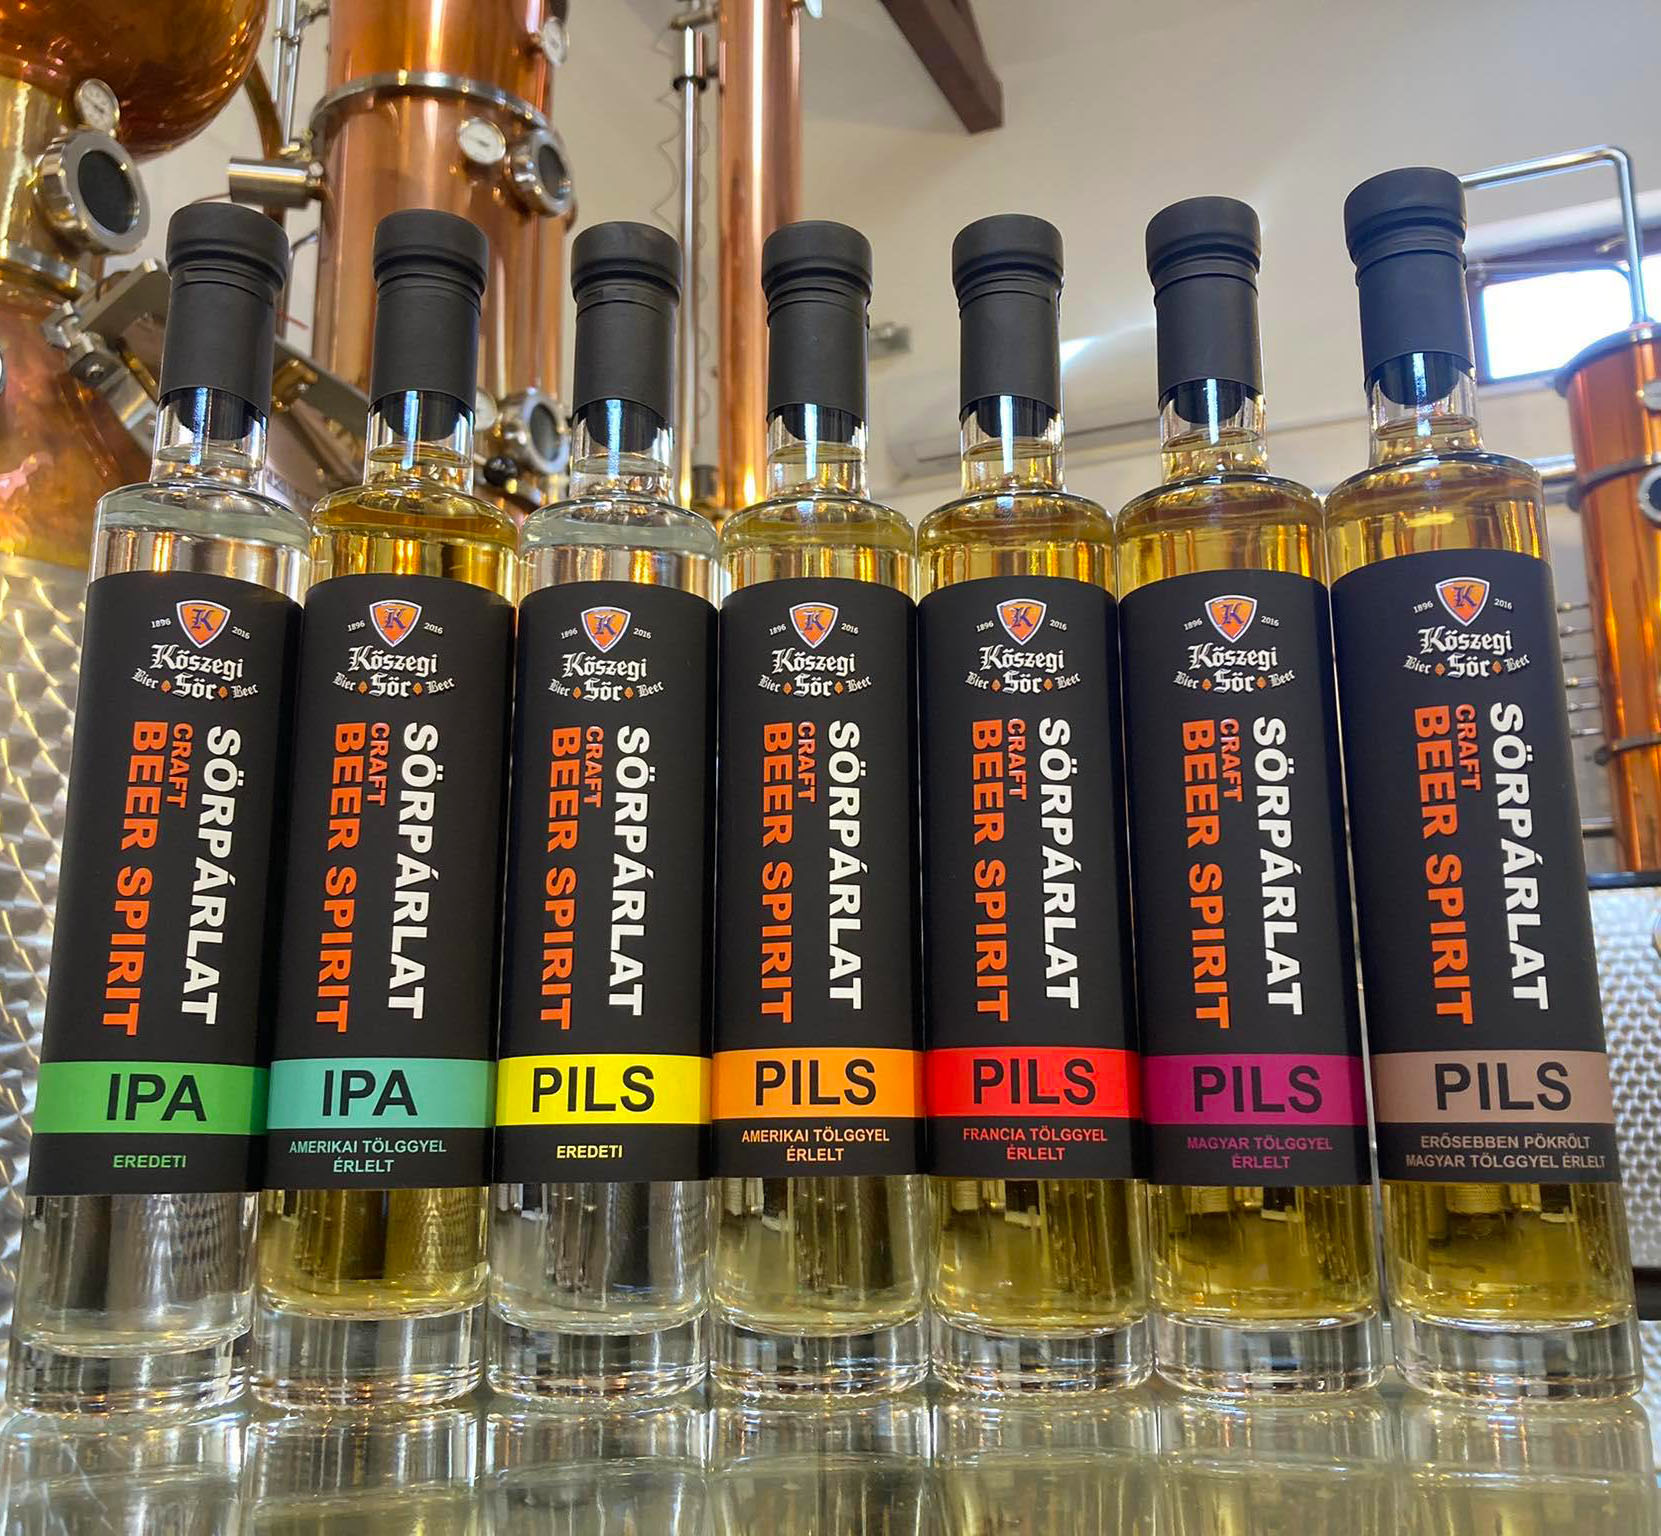 1896 K 2016
Kőszegi
Bier Sör Beer
SÖRPÁRLAT
CRAFT
BEER SPIRIT
IPA
EREDETI
1896 K 2016
Kőszegi
Bier Sör Beer
SÖRPÁRLAT
CRAFT
BEER SPIRIT
IPA
AMERIKAI TÖLGGYEL
ÉRLELT
1896 K 2016
Kőszegi
Bier Sör Beer
SÖRPÁRLAT
CRAFT
BEER SPIRIT
PILS
EREDETI
1896 K 2016
Kőszegi
Bier Sör Beer
SÖRPÁRLAT
CRAFT
BEER SPIRIT
PILS
AMERIKAI TÖLGGYEL
ÉRLELT
1896 K 2016
Kőszegi
Bier Sör Beer
SÖRPÁRLAT
CRAFT
BEER SPIRIT
PILS
FRANCIA TÖLGGYEL
ÉRLELT
1896 K 2016
Kőszegi
Bier Sör Beer
SÖRPÁRLAT
CRAFT
BEER SPIRIT
PILS
MAGYAR TÖLGGYEL
ÉRLELT
1896 K 2016
Kőszegi
Bier Sör Beer
SÖRPÁRLAT
CRAFT
BEER SPIRIT
PILS
ERŐSEBBEN PÖKRÖLT
MAGYAR TÖLGGYEL ÉRLELT